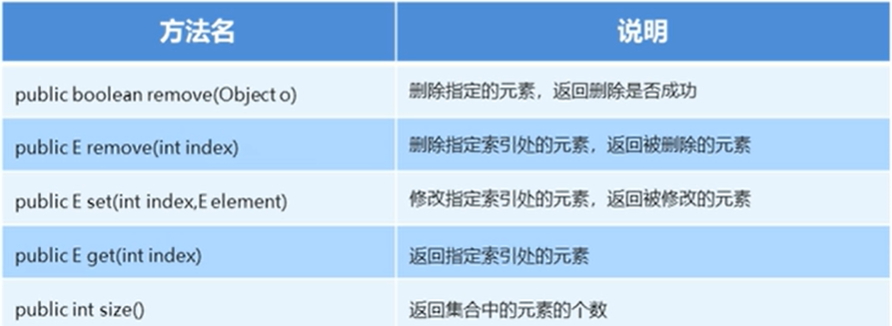 方法名 说明
public boolean remove(Object o) 删除指定的元素，返回删除是否成功
public E remove(int index) 删除指定索引处的元素，返回被删除的元素
public E set(int index,E element) 修改指定索引处的元素，返回被修改的元素
public E get(int index) 返回指定索引处的元素
public int size() 返回集合中的元素的个数